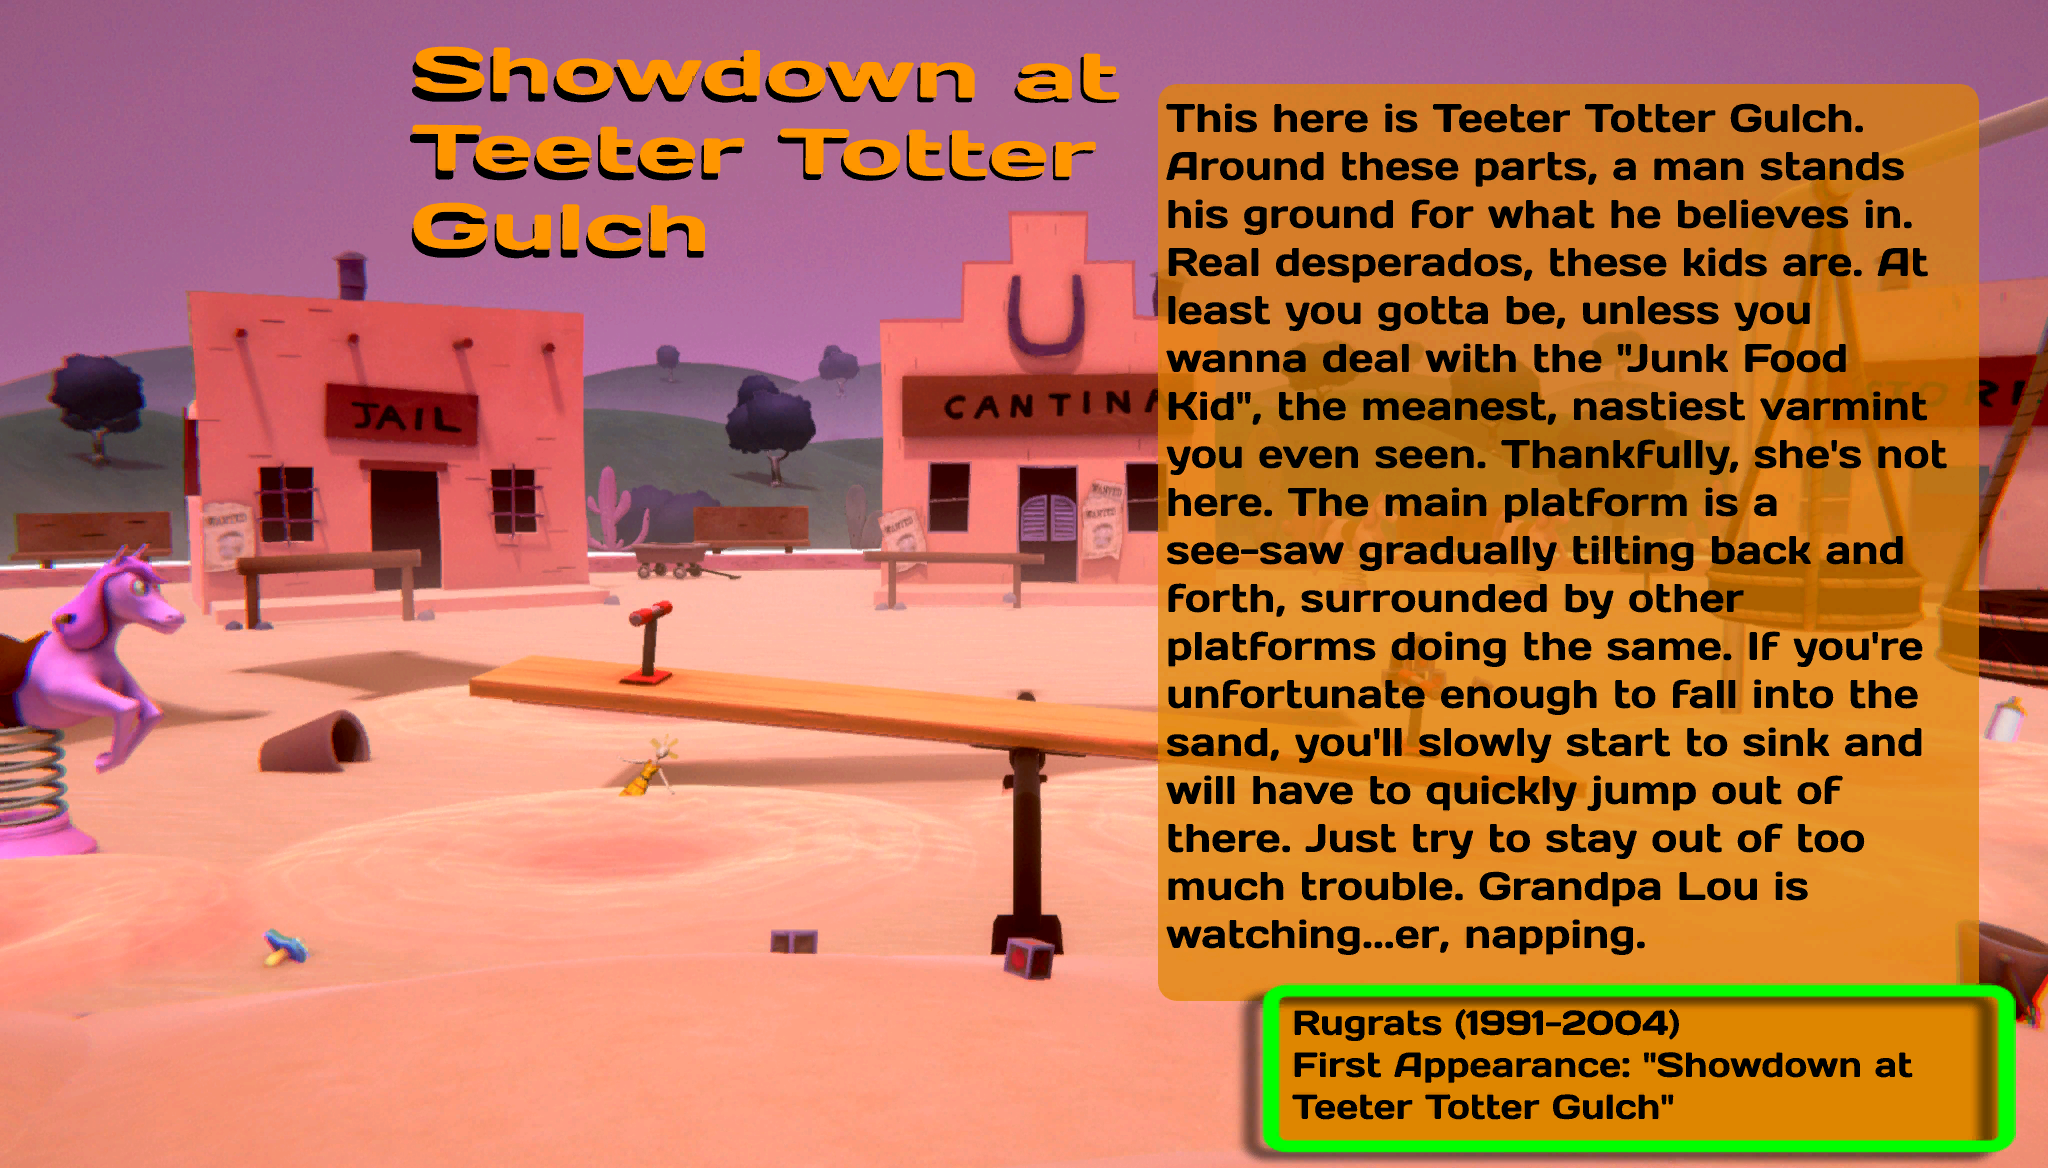 Showdown at
Teeter Totter
Gulch
This here is Teeter Totter Gulch.
Around these parts, a man stands
his ground for what he believes in.
Real desperados, these kids are. At
least you gotta be, unless you
wanna deal with the "Junk Food
Kid", the meanest, nastiest varmint
you even seen. Thankfully, she's not
here. The main platform is a
see-saw gradually tilting back and
forth, surrounded by other
platforms doing the same. If you're
unfortunate enough to fall into the
sand, you'll slowly start to sink and
will have to quickly jump out of
there. Just try to stay out of too
much trouble. Grandpa Lou is
watching...er, napping.
JAIL
CANTINA
WANTED
WANTED
WANTED
WANTED
Rugrats (1991-2004)
First Appearance: "Showdown at
Teeter Totter Gulch"